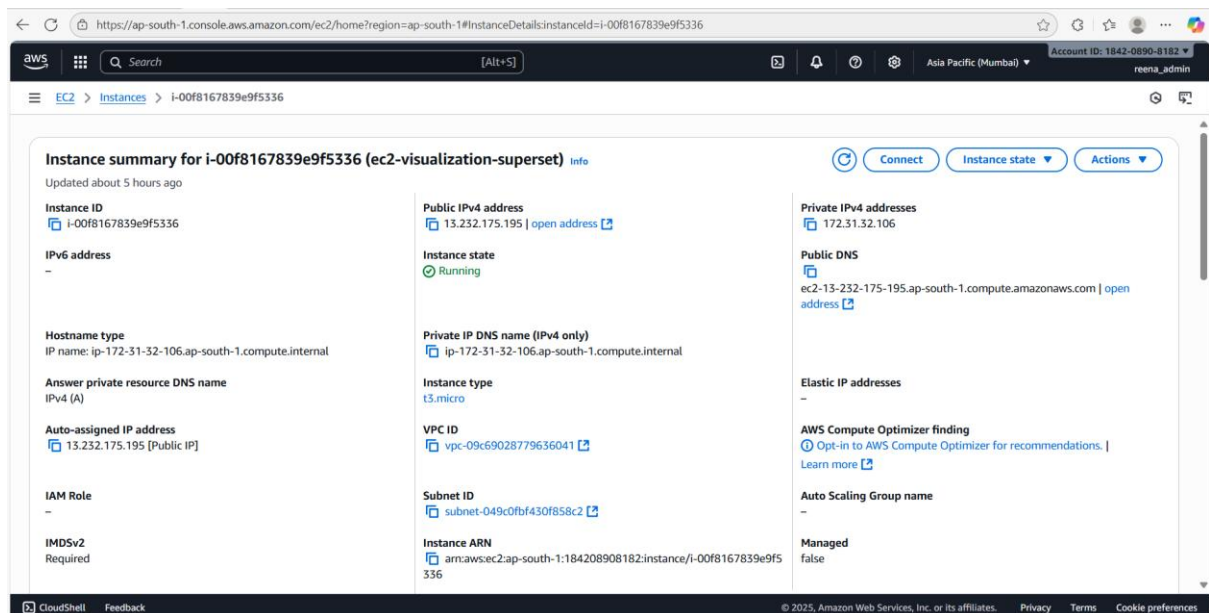 https://ap-south-1.console.aws.amazon.com/ec2/home?region=ap-south-1#InstanceDetails:instanceId=i-00f8167839e9f5336
aws Search [Alt+S] Asia Pacific (Mumbai) Account ID: 1842-0890-8182
reena_admin
EC2 > Instances > i-00f8167839e9f5336
Instance summary for i-00f8167839e9f5336 (ec2-visualization-superset) Info Connect Instance state Actions
Updated about 5 hours ago
Instance ID
i-00f8167839e9f5336
Public IPv4 address
13.232.175.195 | open address
Private IPv4 addresses
172.31.32.106
IPv6 address
–
Instance state
Running
Public DNS
ec2-13-232-175-195.ap-south-1.compute.amazonaws.com | open
address
Hostname type
IP name: ip-172-31-32-106.ap-south-1.compute.internal
Private IP DNS name (IPv4 only)
ip-172-31-32-106.ap-south-1.compute.internal
Answer private resource DNS name
IPv4 (A)
Instance type
t3.micro
Elastic IP addresses
–
Auto-assigned IP address
13.232.175.195 [Public IP]
VPC ID
vpc-09c69028779636041
AWS Compute Optimizer finding
Opt-in to AWS Compute Optimizer for recommendations. |
Learn more
IAM Role
–
Subnet ID
subnet-049c0fbf430f858c2
Auto Scaling Group name
–
IMDSv2
Required
Instance ARN
arn:aws:ec2:ap-south-1:184208908182:instance/i-00f8167839e9f5
336
Managed
false
CloudShell Feedback © 2025, Amazon Web Services, Inc. or its affiliates. Privacy Terms Cookie preferences